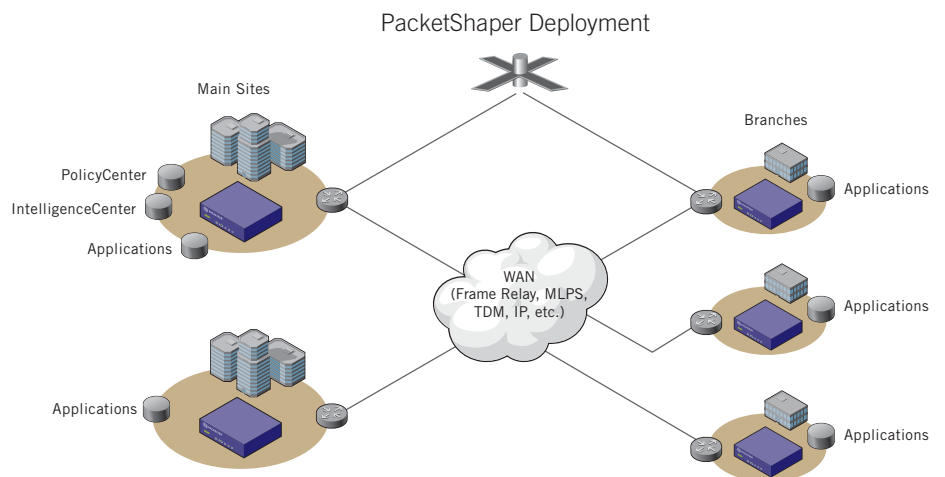 PacketShaper Deployment
Main Sites
Branches
PolicyCenter
IntelligenceCenter
Applications
Applications
WAN
(Frame Relay, MLPS,
TDM, IP, etc.)
Applications
Applications
Applications